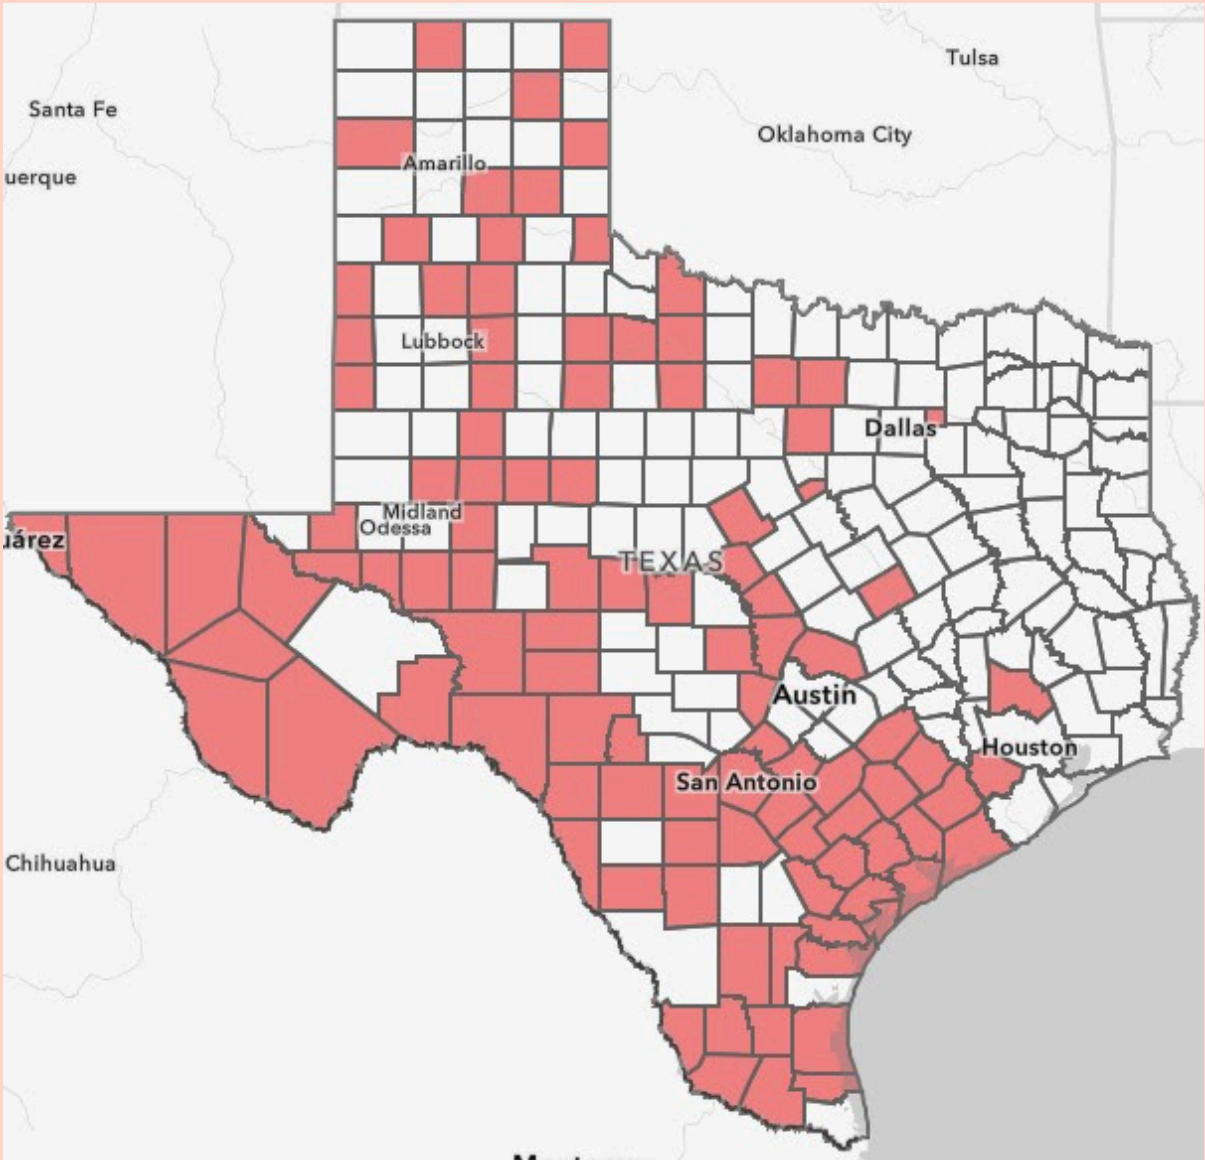 Tulsa
Santa Fe
Oklahoma City
uerque
Amarillo
Lubbock
Dallas
Midland
Odessa
uárez
TEXAS
Austin
Houston
San Antonio
Chihuahua